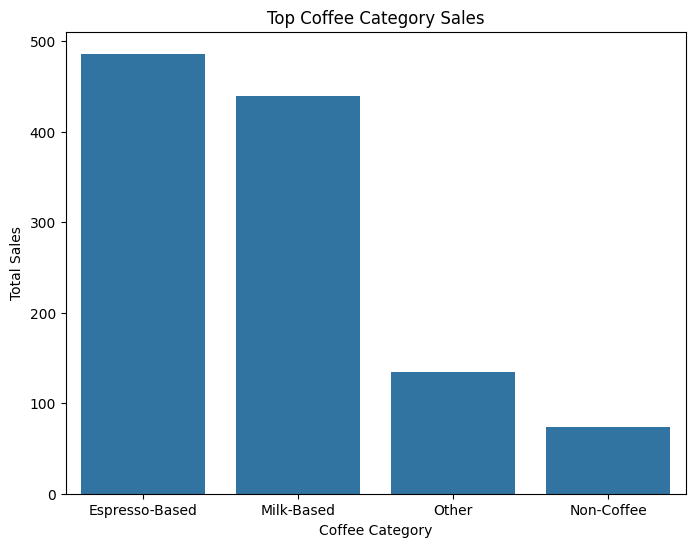 Top Coffee Category Sales
500
400
300
200
100
0
Total Sales
Espresso-Based Milk-Based Other Non-Coffee
Coffee Category